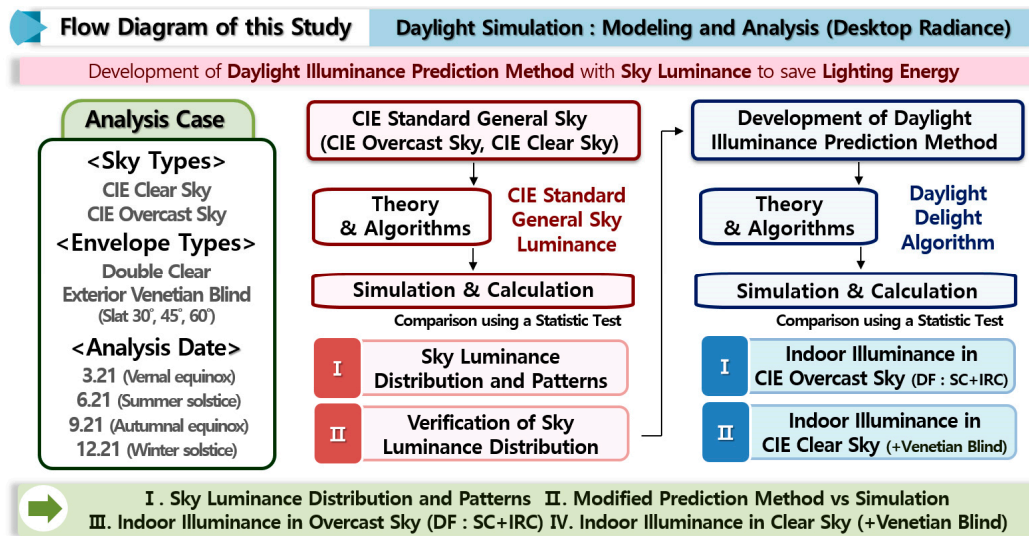 Flow Diagram of this Study
Daylight Simulation : Modeling and Analysis (Desktop Radiance)
Development of Daylight Illuminance Prediction Method with Sky Luminance to save Lighting Energy
Analysis Case
<Sky Types>
CIE Clear Sky
CIE Overcast Sky
<Envelope Types>
Double Clear
Exterior Venetian Blind
(Slat 30°, 45°, 60°)
<Analysis Date>
3.21 (Vernal equinox)
6.21 (Summer solstice)
9.21 (Autumnal equinox)
12.21 (Winter solstice)
CIE Standard General Sky
(CIE Overcast Sky, CIE Clear Sky)
Theory
& Algorithms
CIE Standard
General Sky
Luminance
Simulation & Calculation
Comparison using a Statistic Test
I
Sky Luminance
Distribution and Patterns
II
Verification of Sky
Luminance Distribution
Development of Daylight
Illuminance Prediction Method
Theory
& Algorithms
Daylight
Delight
Algorithm
Simulation & Calculation
Comparison using a Statistic Test
I
Indoor Illuminance in
CIE Overcast Sky (DF : SC+IRC)
II
Indoor Illuminance in
CIE Clear Sky (+Venetian Blind)
I . Sky Luminance Distribution and Patterns II. Modified Prediction Method vs Simulation
III. Indoor Illuminance in Overcast Sky (DF : SC+IRC) IV. Indoor Illuminance in Clear Sky (+Venetian Blind)